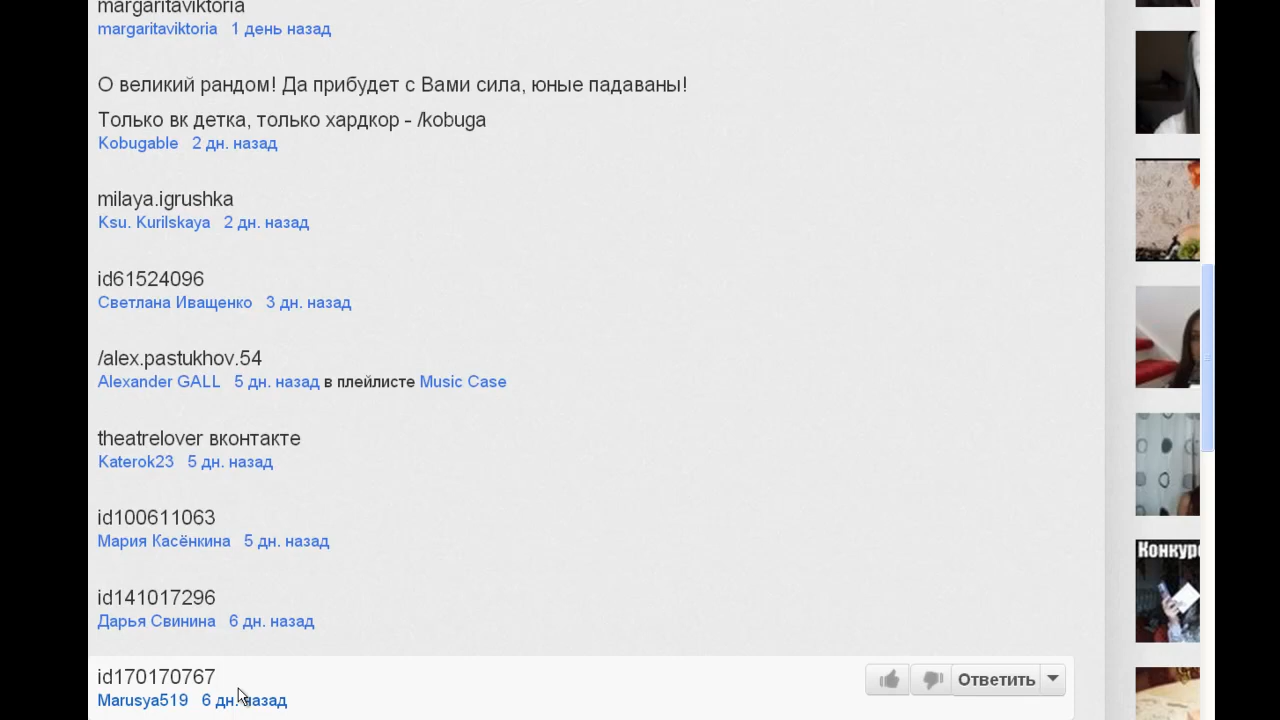 margaritaviktoria
margaritaviktoria 1 день назад
О великий рандом! Да прибудет с Вами сила, юные падаваны!
Только вк детка, только хардкор - /kobuga
Kobugable 2 дн. назад
milaya.igrushka
Ksu. Kurilskaya 2 дн. назад
id61524096
Светлана Иващенко 3 дн. назад
/alex.pastukhov.54
Alexander GALL 5 дн. назад в плейлисте Music Case
theatrelover вконтакте
Katerok23 5 дн. назад
id100611063
Мария Касёнкина 5 дн. назад
id141017296
Дарья Свинина 6 дн. назад
id170170767
Marusya519 6 дн. назад
Ответить